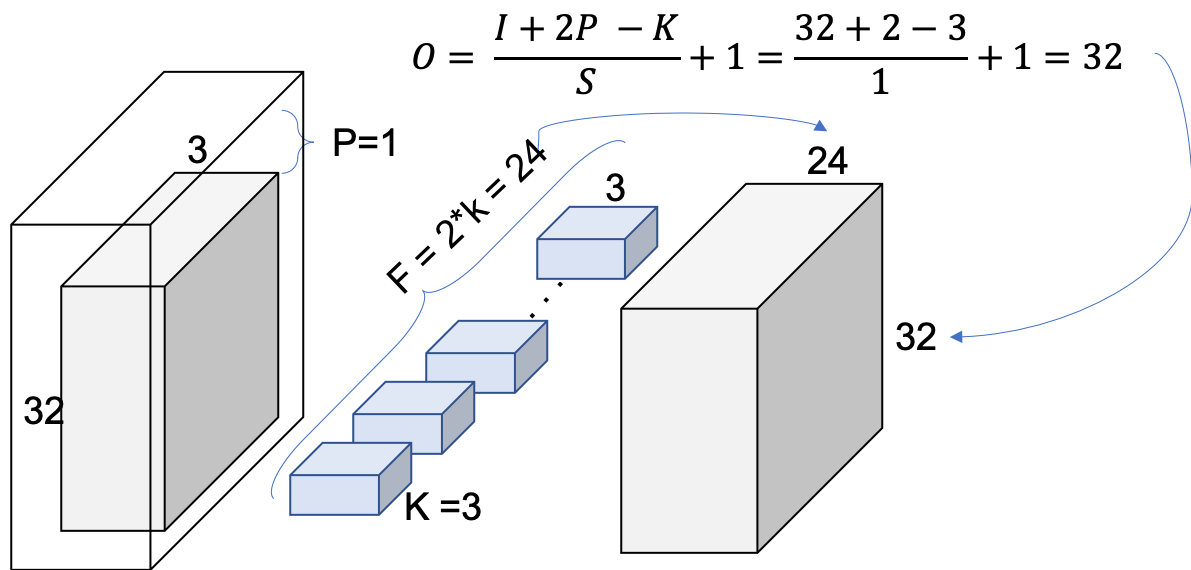 O = (I + 2P − K)/S + 1 = (32 + 2 − 3)/1 + 1 = 32
3
P=1
F = 2*k = 24
3
24
32
32
K =3